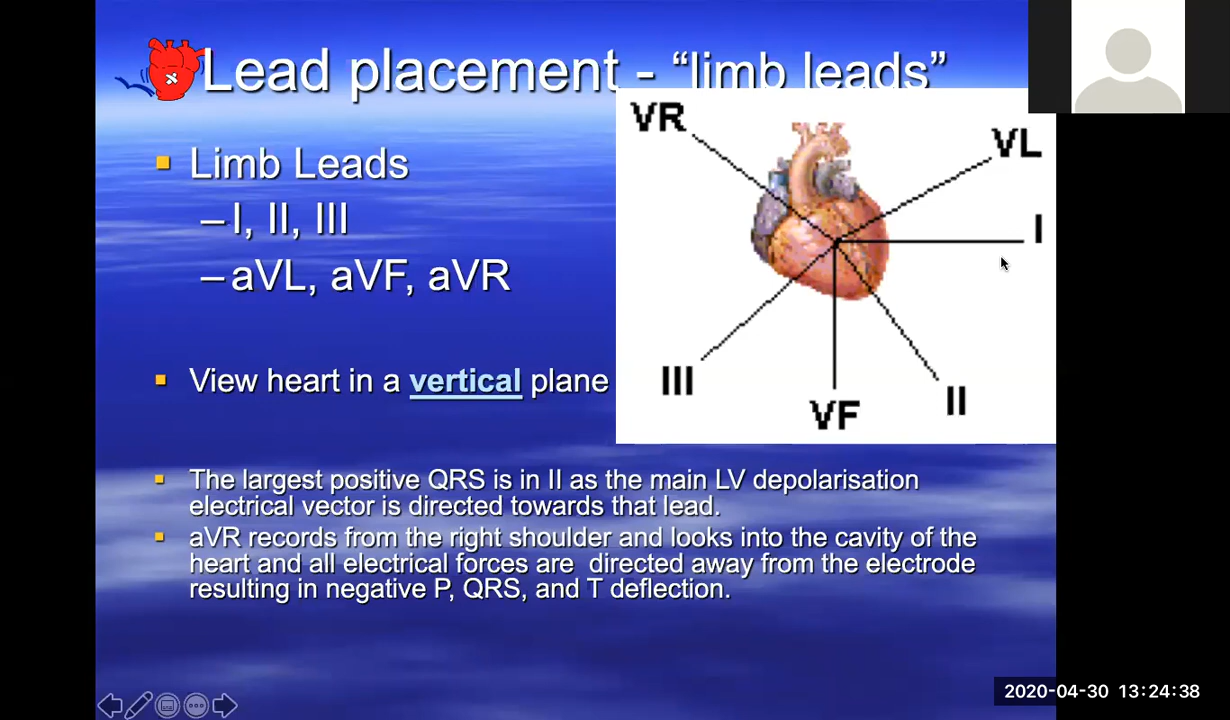 Lead placement - “limb leads”
Limb Leads
– I, II, III
– aVL, aVF, aVR
View heart in a vertical plane
VR
VL
I
III
VF
II
The largest positive QRS is in II as the main LV depolarisation
electrical vector is directed towards that lead.
aVR records from the right shoulder and looks into the cavity of the
heart and all electrical forces are directed away from the electrode
resulting in negative P, QRS, and T deflection.
2020-04-30 13:24:38